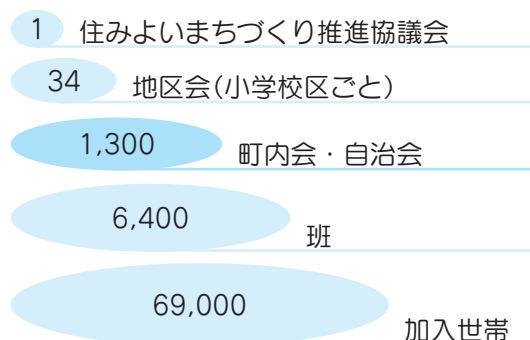 1 住みよいまちづくり推進協議会
34 地区会(小学校区ごと)
1,300 町内会・自治会
6,400 班
69,000 加入世帯